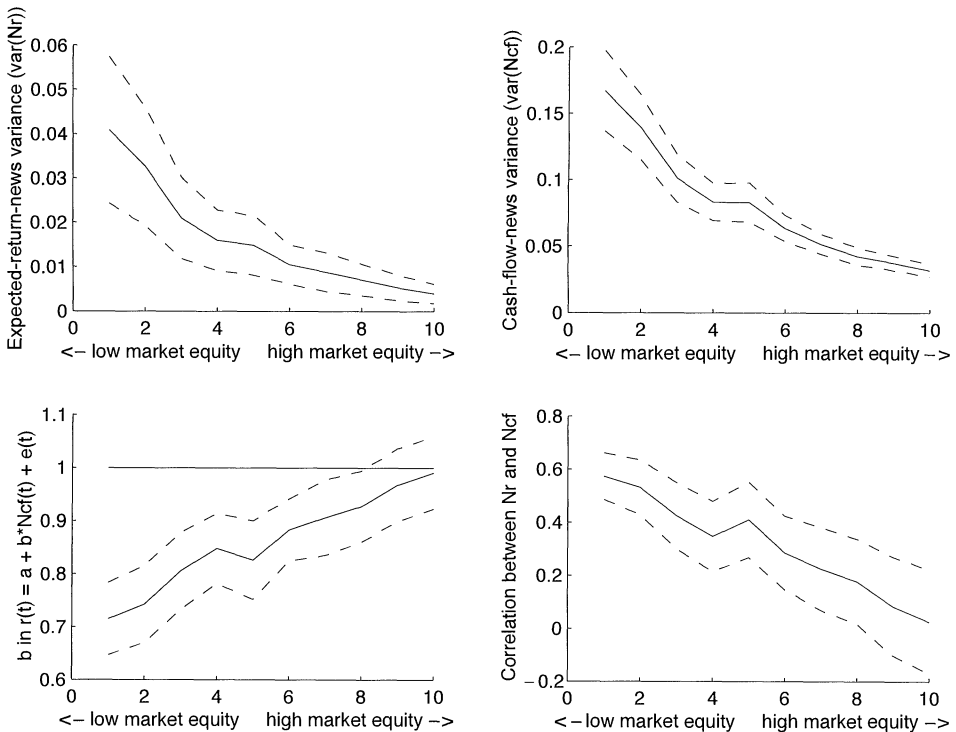 Expected-return-news variance (var(Nr))
0.06
0.05
0.04
0.03
0.02
0.01
0
0 2 4 6 8 10
<- low market equity high market equity ->
Cash-flow-news variance (var(Ncf))
0.2
0.15
0.1
0.05
0
0 2 4 6 8 10
<- low market equity high market equity ->
b in r(t) = a + b*Ncf(t) + e(t)
1.1
1
0.9
0.8
0.7
0.6
0 2 4 6 8 10
<- low market equity high market equity ->
Correlation between Nr and Ncf
0.8
0.6
0.4
0.2
0
-0.2
0 2 4 6 8 10
<- low market equity high market equity ->